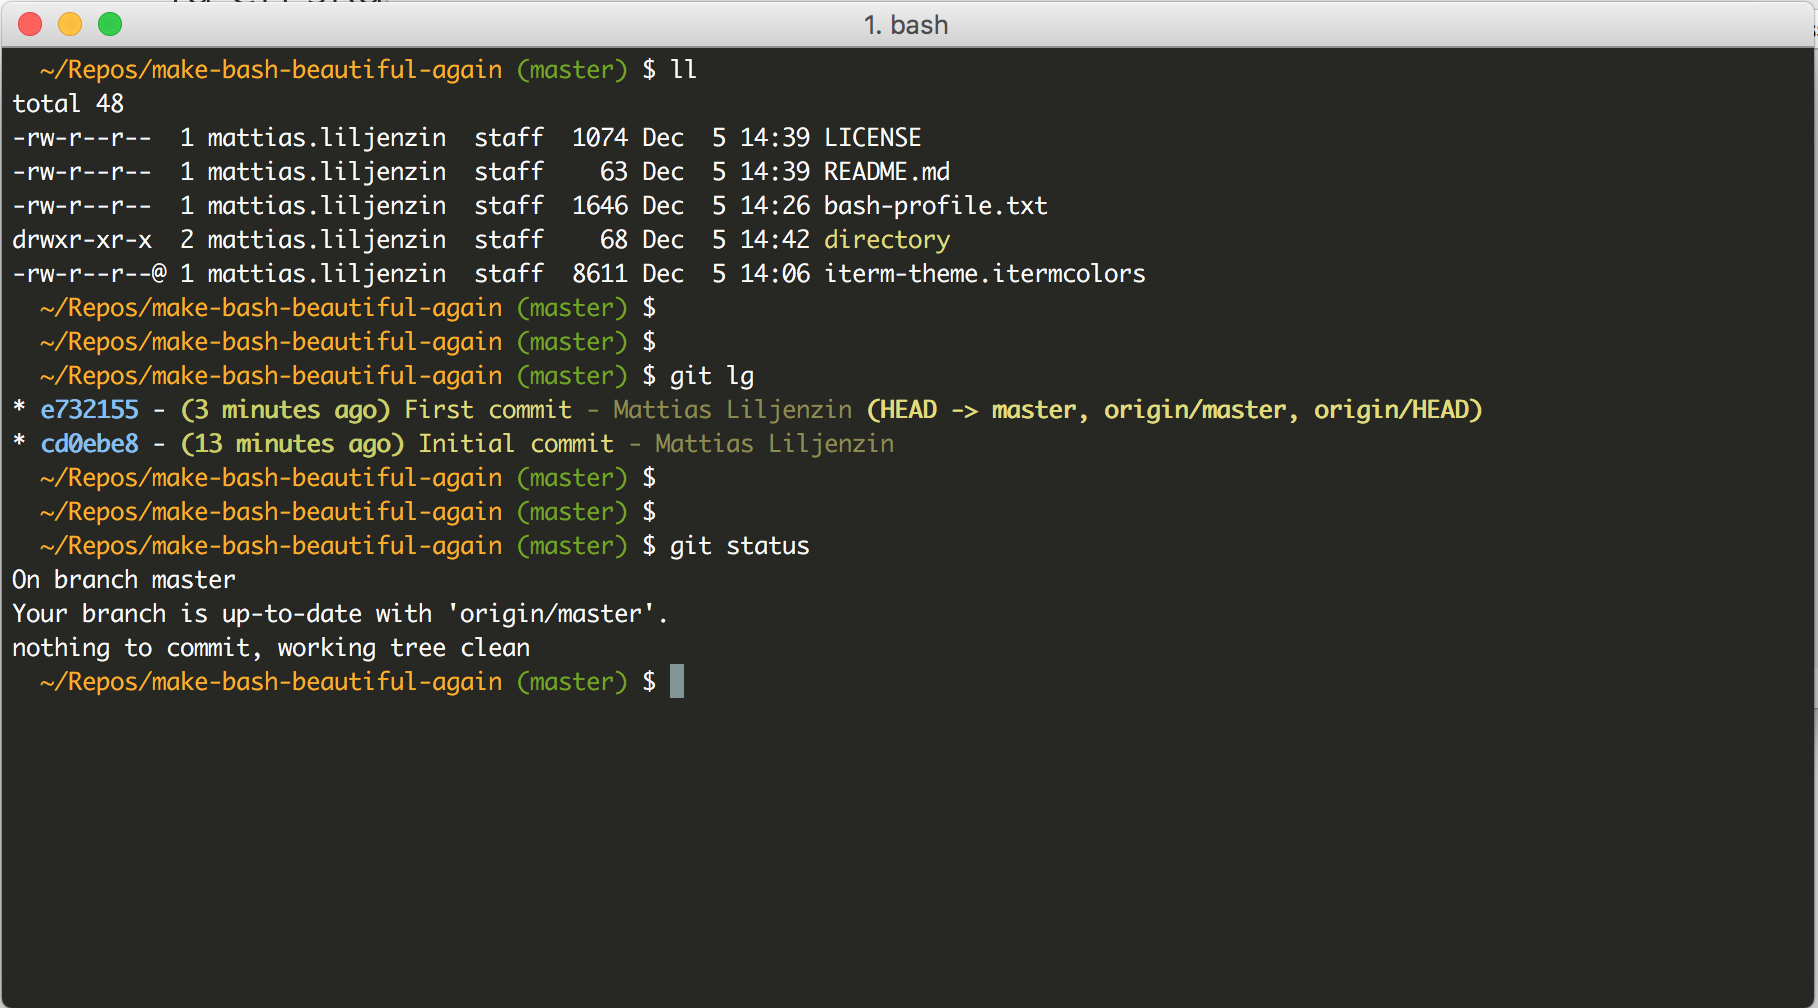 1. bash
~/Repos/make-bash-beautiful-again (master) $ ll
total 48
-rw-r--r--  1 mattias.liljenzin  staff  1074 Dec  5 14:39 LICENSE
-rw-r--r--  1 mattias.liljenzin  staff    63 Dec  5 14:39 README.md
-rw-r--r--  1 mattias.liljenzin  staff  1646 Dec  5 14:26 bash-profile.txt
drwxr-xr-x  2 mattias.liljenzin  staff    68 Dec  5 14:42 directory
-rw-r--r--@ 1 mattias.liljenzin  staff  8611 Dec  5 14:06 iterm-theme.itermcolors
~/Repos/make-bash-beautiful-again (master) $
~/Repos/make-bash-beautiful-again (master) $
~/Repos/make-bash-beautiful-again (master) $ git lg
* e732155 - (3 minutes ago) First commit - Mattias Liljenzin (HEAD -> master, origin/master, origin/HEAD)
* cd0ebe8 - (13 minutes ago) Initial commit - Mattias Liljenzin
~/Repos/make-bash-beautiful-again (master) $
~/Repos/make-bash-beautiful-again (master) $
~/Repos/make-bash-beautiful-again (master) $ git status
On branch master
Your branch is up-to-date with 'origin/master'.
nothing to commit, working tree clean
~/Repos/make-bash-beautiful-again (master) $